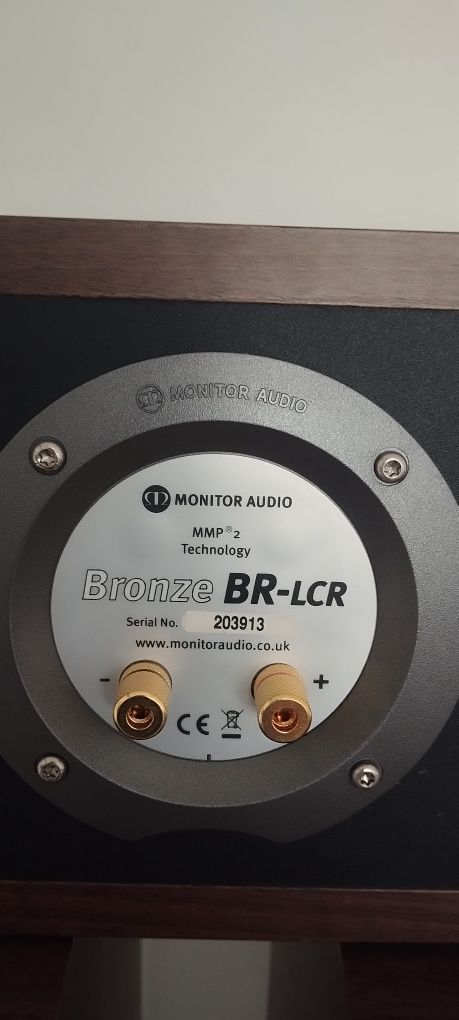 MONITOR AUDIO
MONITOR AUDIO
MMP®2
Technology
Bronze BR-LCR
Serial No. 203913
www.monitoraudio.co.uk
- +
CE